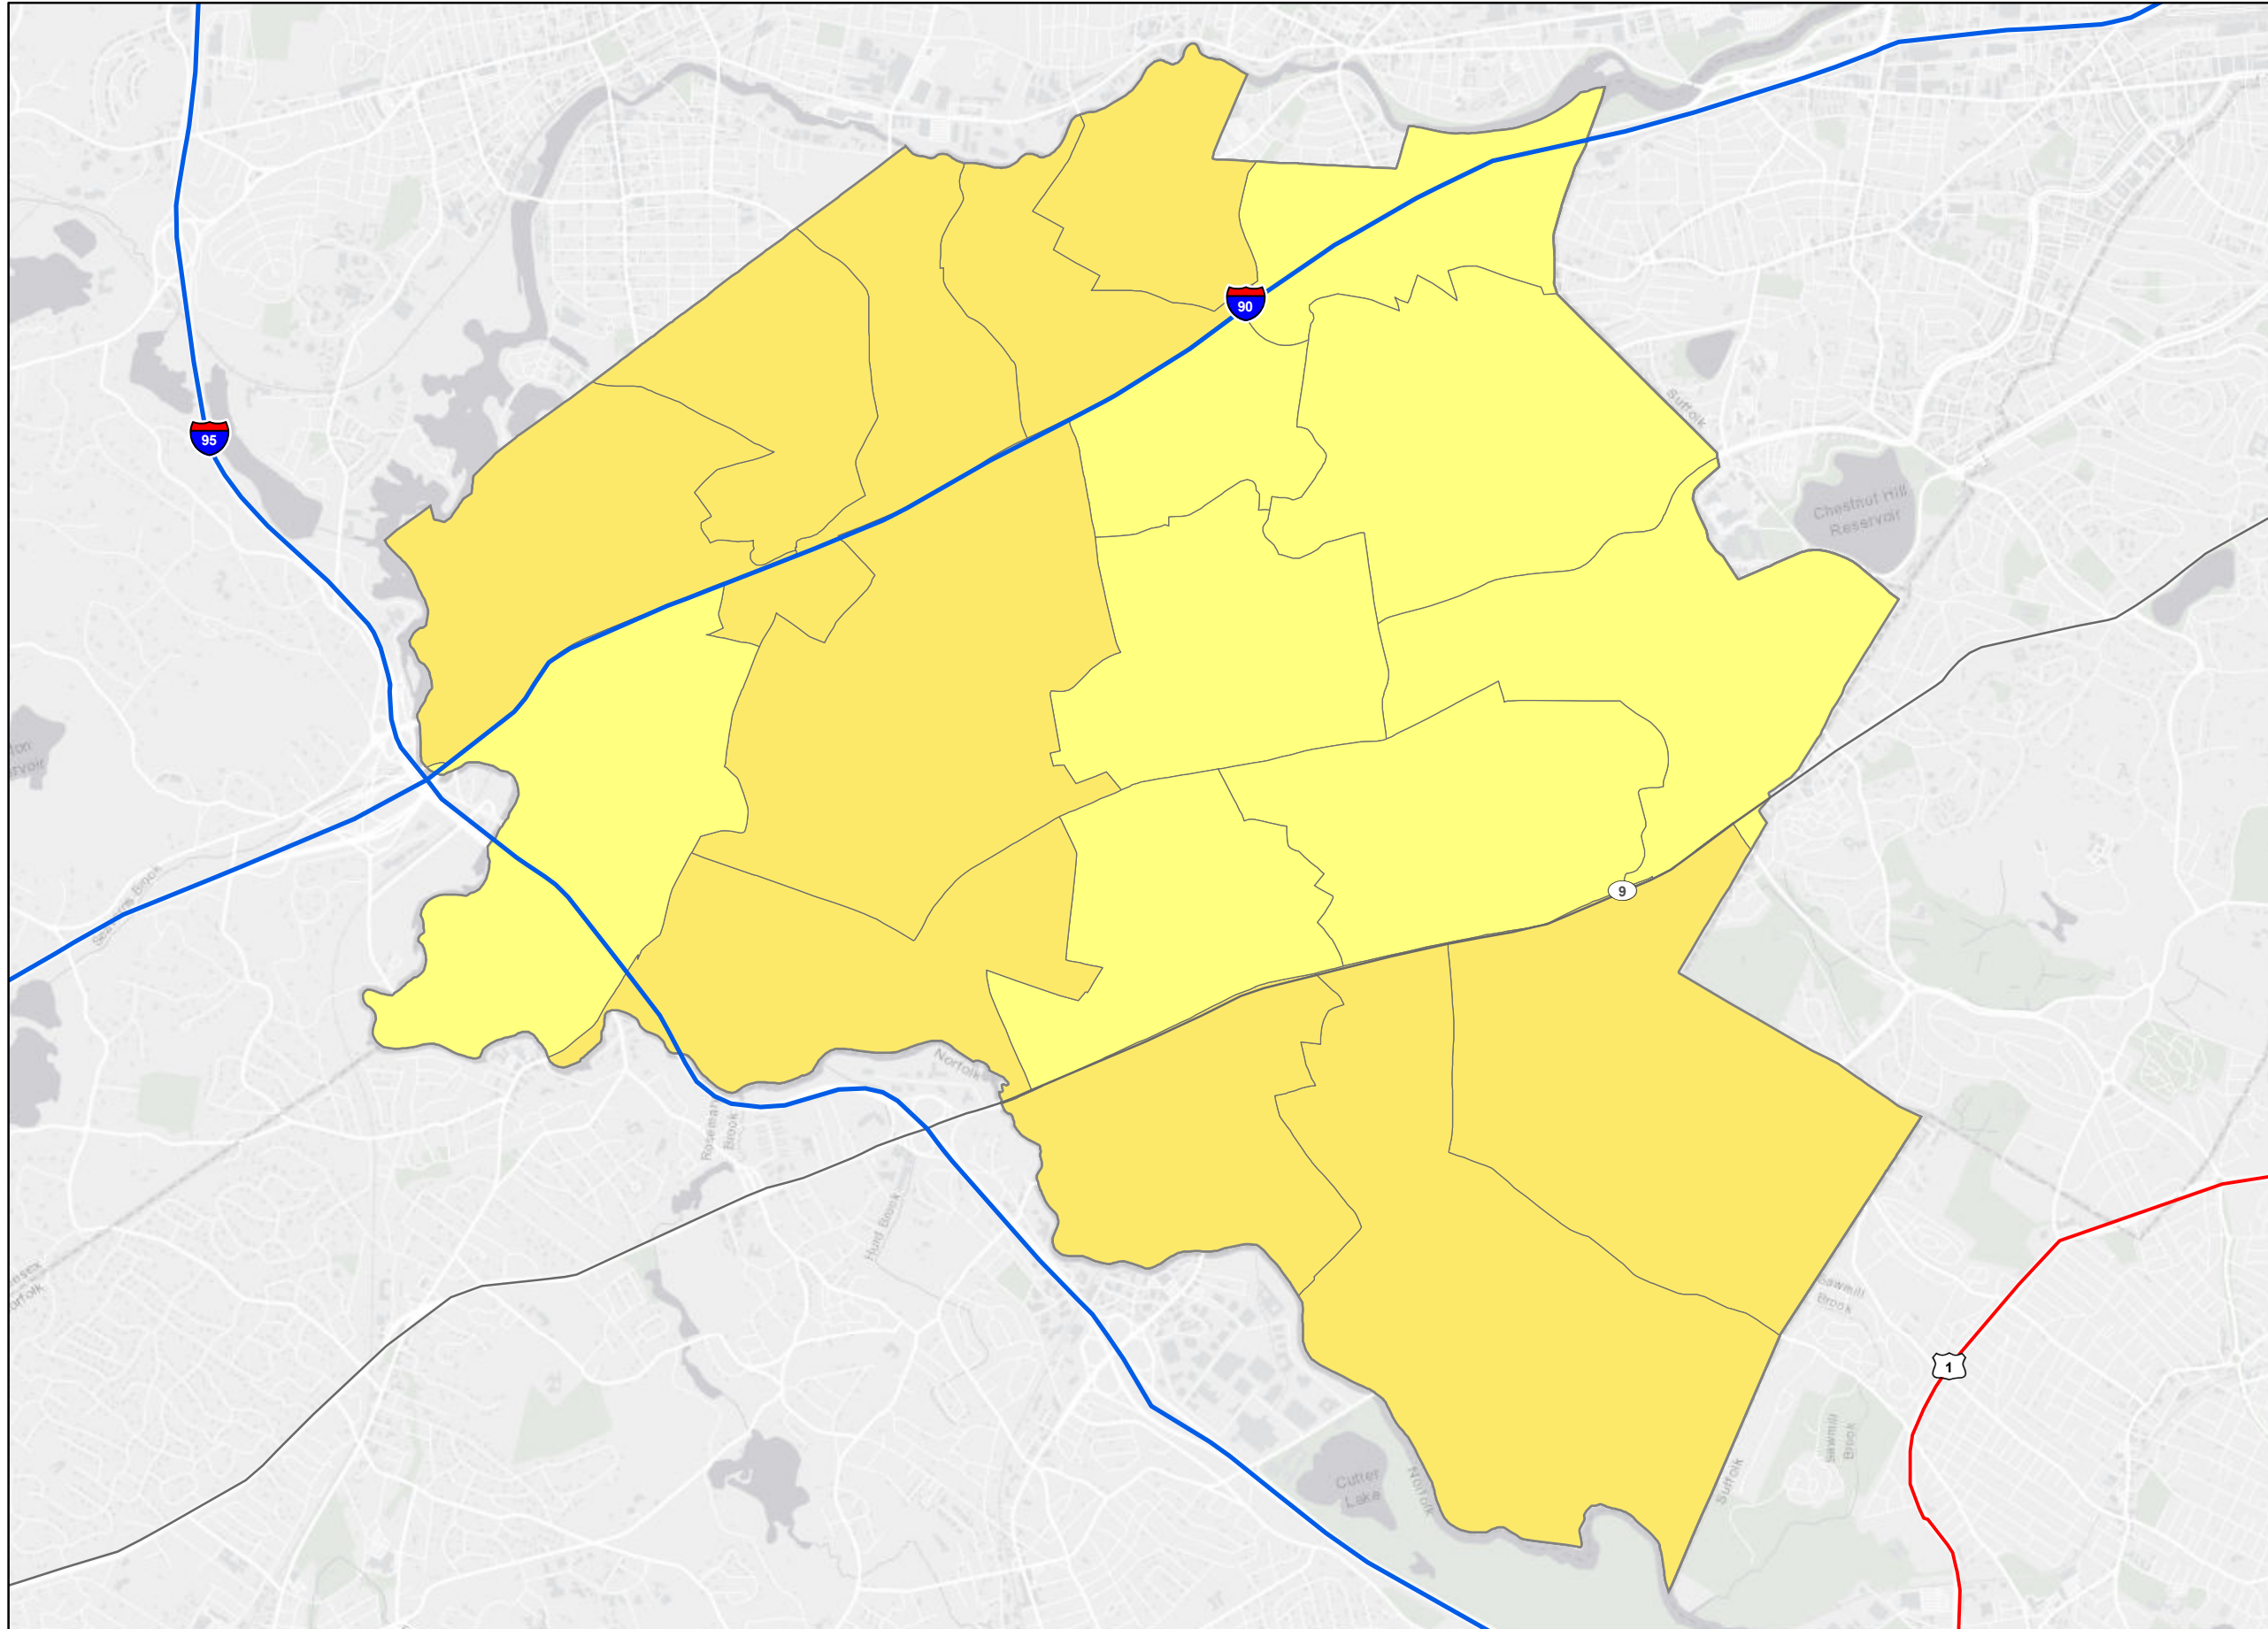 90
Suffolk
95
Chestnut Hill
Reservoir
9
Norfolk
Rosemary
Brook
Hurd Brook
Sawmill
Brook
1
Cutter
Lake
Norfolk
Suffolk
Sawmill
Brook